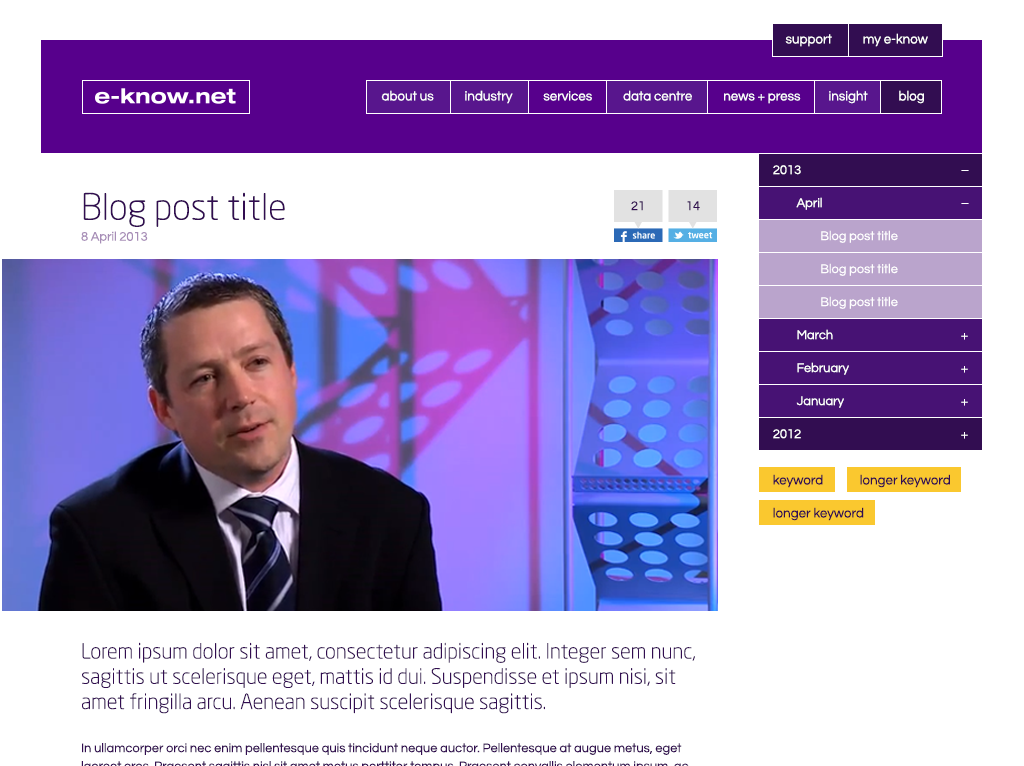 support
my e-know
e-know.net
about us
industry
services
data centre
news + press
insight
blog
Blog post title
8 April 2013
21
14
share
tweet
2013 –
April –
Blog post title
Blog post title
Blog post title
March +
February +
January +
2012 +
keyword
longer keyword
longer keyword
Lorem ipsum dolor sit amet, consectetur adipiscing elit. Integer sem nunc,
sagittis ut scelerisque eget, mattis id dui. Suspendisse et ipsum nisi, sit
amet fringilla arcu. Aenean suscipit scelerisque sagittis.
In ullamcorper orci nec enim pellentesque quis tincidunt neque auctor. Pellentesque at augue metus, eget